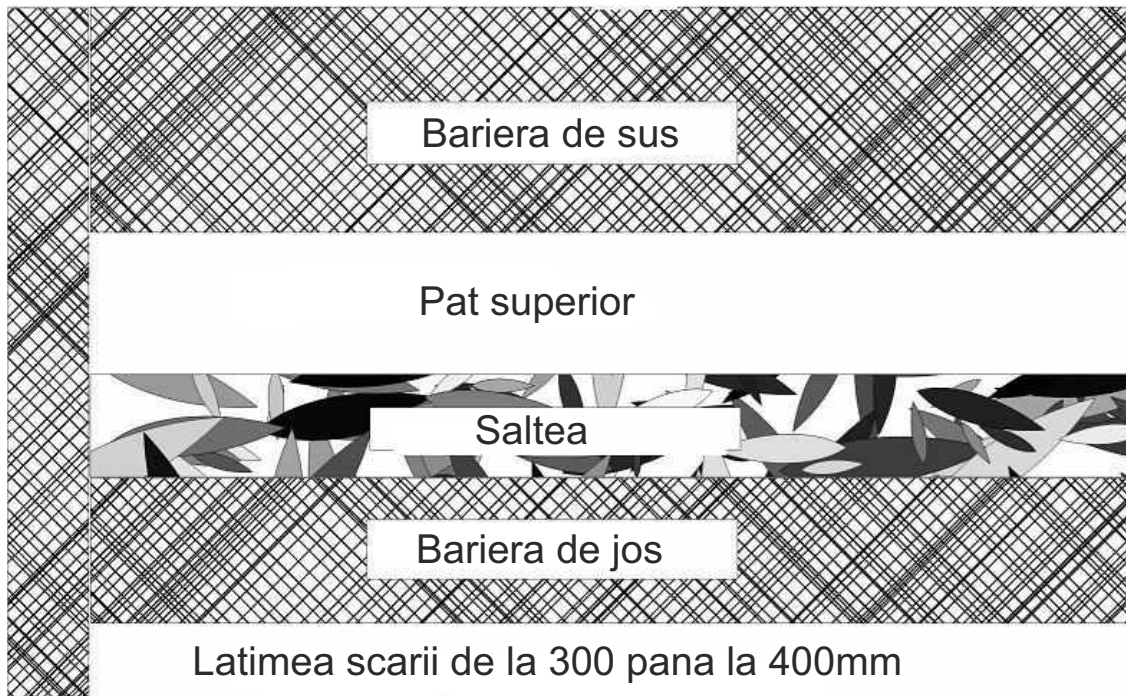 Bariera de sus
Pat superior
Saltea
Bariera de jos
Latimea scarii de la 300 pana la 400mm